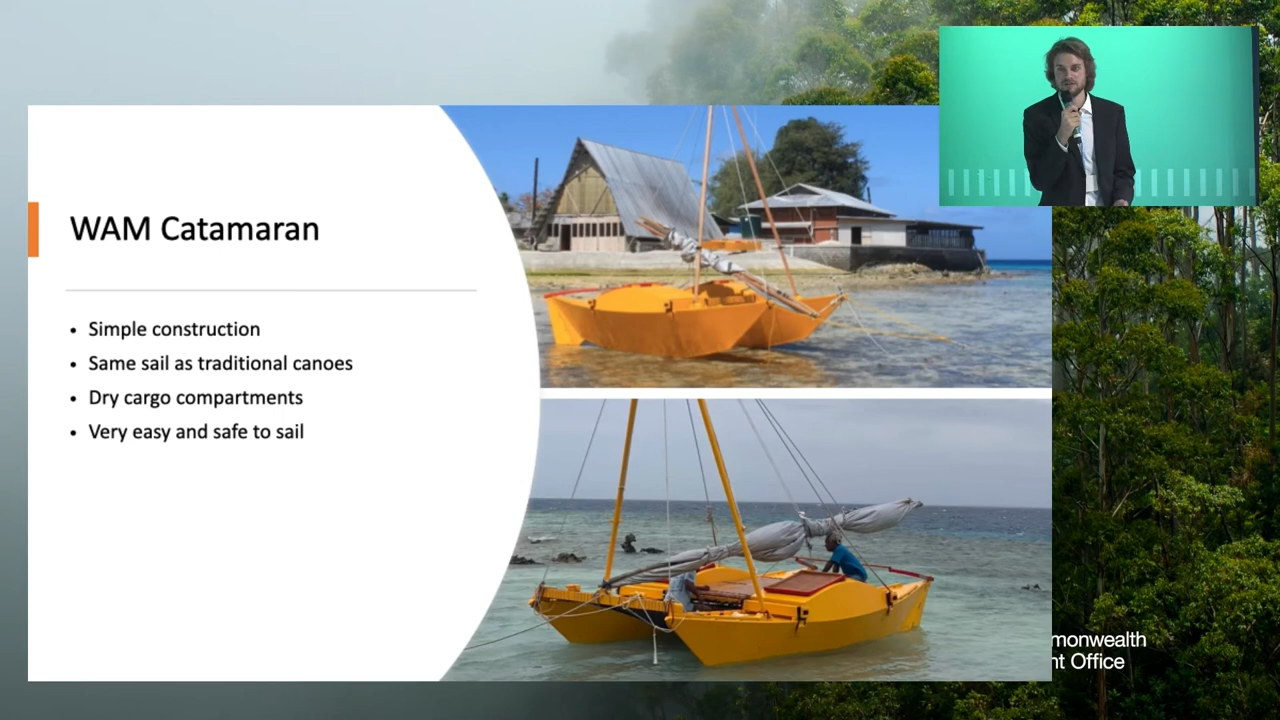 WAM Catamaran
• Simple construction
• Same sail as traditional canoes
• Dry cargo compartments
• Very easy and safe to sail
monwealth
nt Office